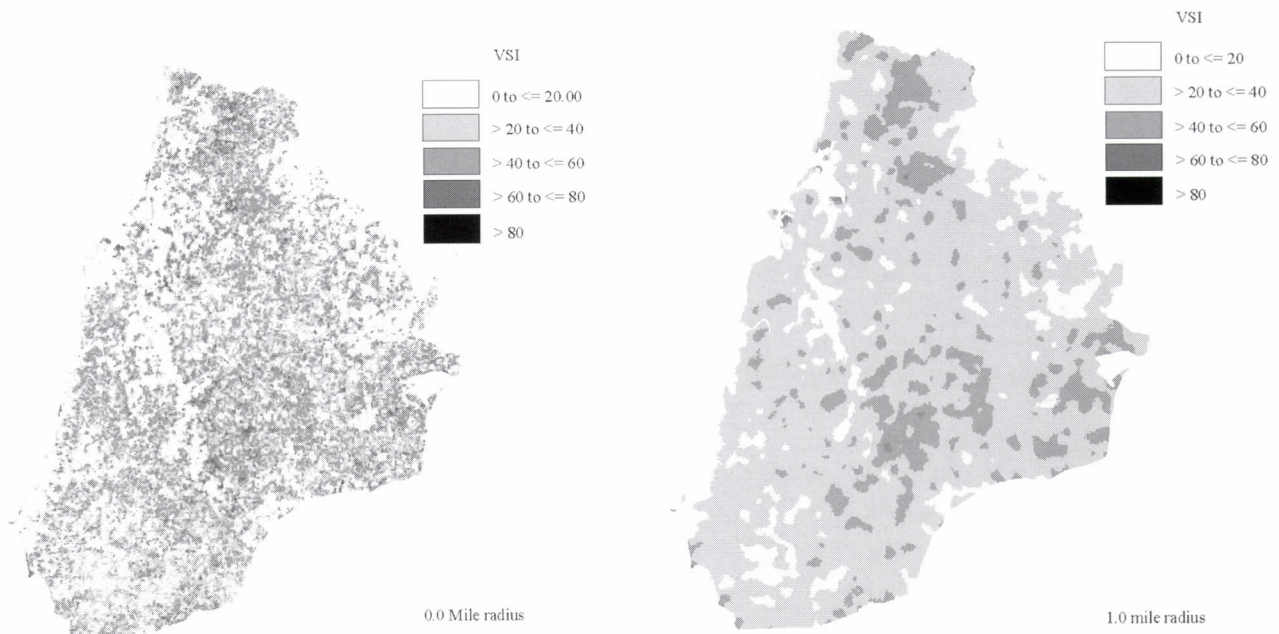 VSI
0 to <= 20.00
> 20 to <= 40
> 40 to <= 60
> 60 to <= 80
> 80
0.0 Mile radius
VSI
0 to <= 20
> 20 to <= 40
> 40 to <= 60
> 60 to <= 80
> 80
1.0 mile radius